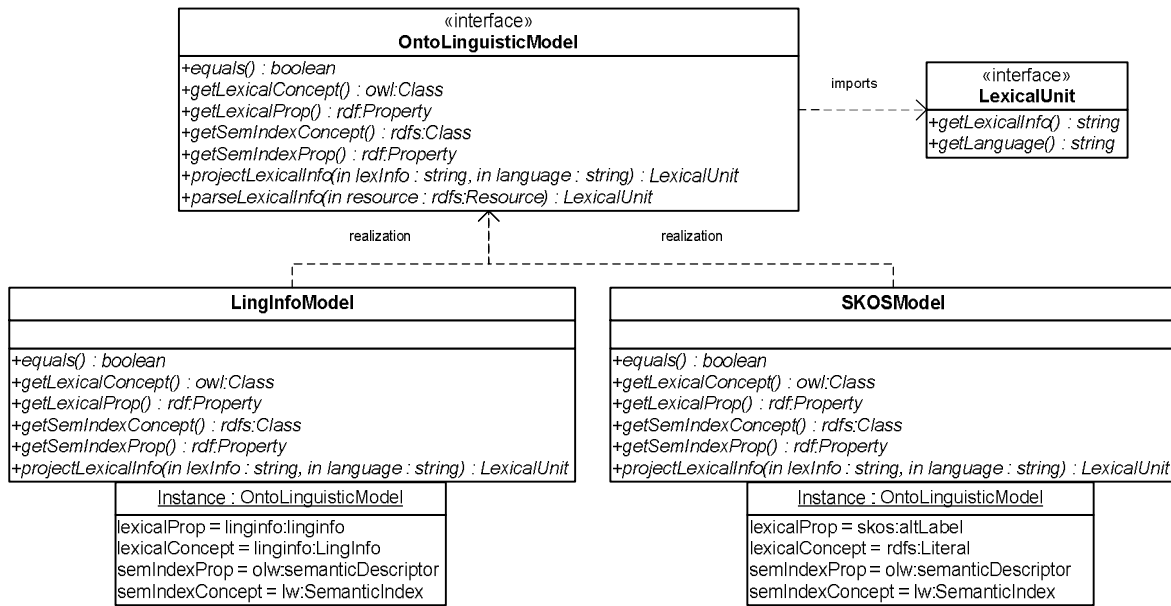 «interface»
OntoLinguisticModel
+equals() : boolean
+getLexicalConcept() : owl:Class
+getLexicalProp() : rdf:Property
+getSemIndexConcept() : rdfs:Class
+getSemIndexProp() : rdf:Property
+projectLexicalInfo(in lexInfo : string, in language : string) : LexicalUnit
+parseLexicalInfo(in resource : rdfs:Resource) : LexicalUnit
imports
«interface»
LexicalUnit
+getLexicalInfo() : string
+getLanguage() : string
realization
realization
LingInfoModel
+equals() : boolean
+getLexicalConcept() : owl:Class
+getLexicalProp() : rdf:Property
+getSemIndexConcept() : rdfs:Class
+getSemIndexProp() : rdf:Property
+projectLexicalInfo(in lexInfo : string, in language : string) : LexicalUnit
Instance : OntoLinguisticModel
lexicalProp = linginfo:linginfo
lexicalConcept = linginfo:LingInfo
semIndexProp = olw:semanticDescriptor
semIndexConcept = lw:SemanticIndex
SKOSModel
+equals() : boolean
+getLexicalConcept() : owl:Class
+getLexicalProp() : rdf:Property
+getSemIndexConcept() : rdfs:Class
+getSemIndexProp() : rdf:Property
+projectLexicalInfo(in lexInfo : string, in language : string) : LexicalUnit
Instance : OntoLinguisticModel
lexicalProp = skos:altLabel
lexicalConcept = rdfs:Literal
semIndexProp = olw:semanticDescriptor
semIndexConcept = lw:SemanticIndex